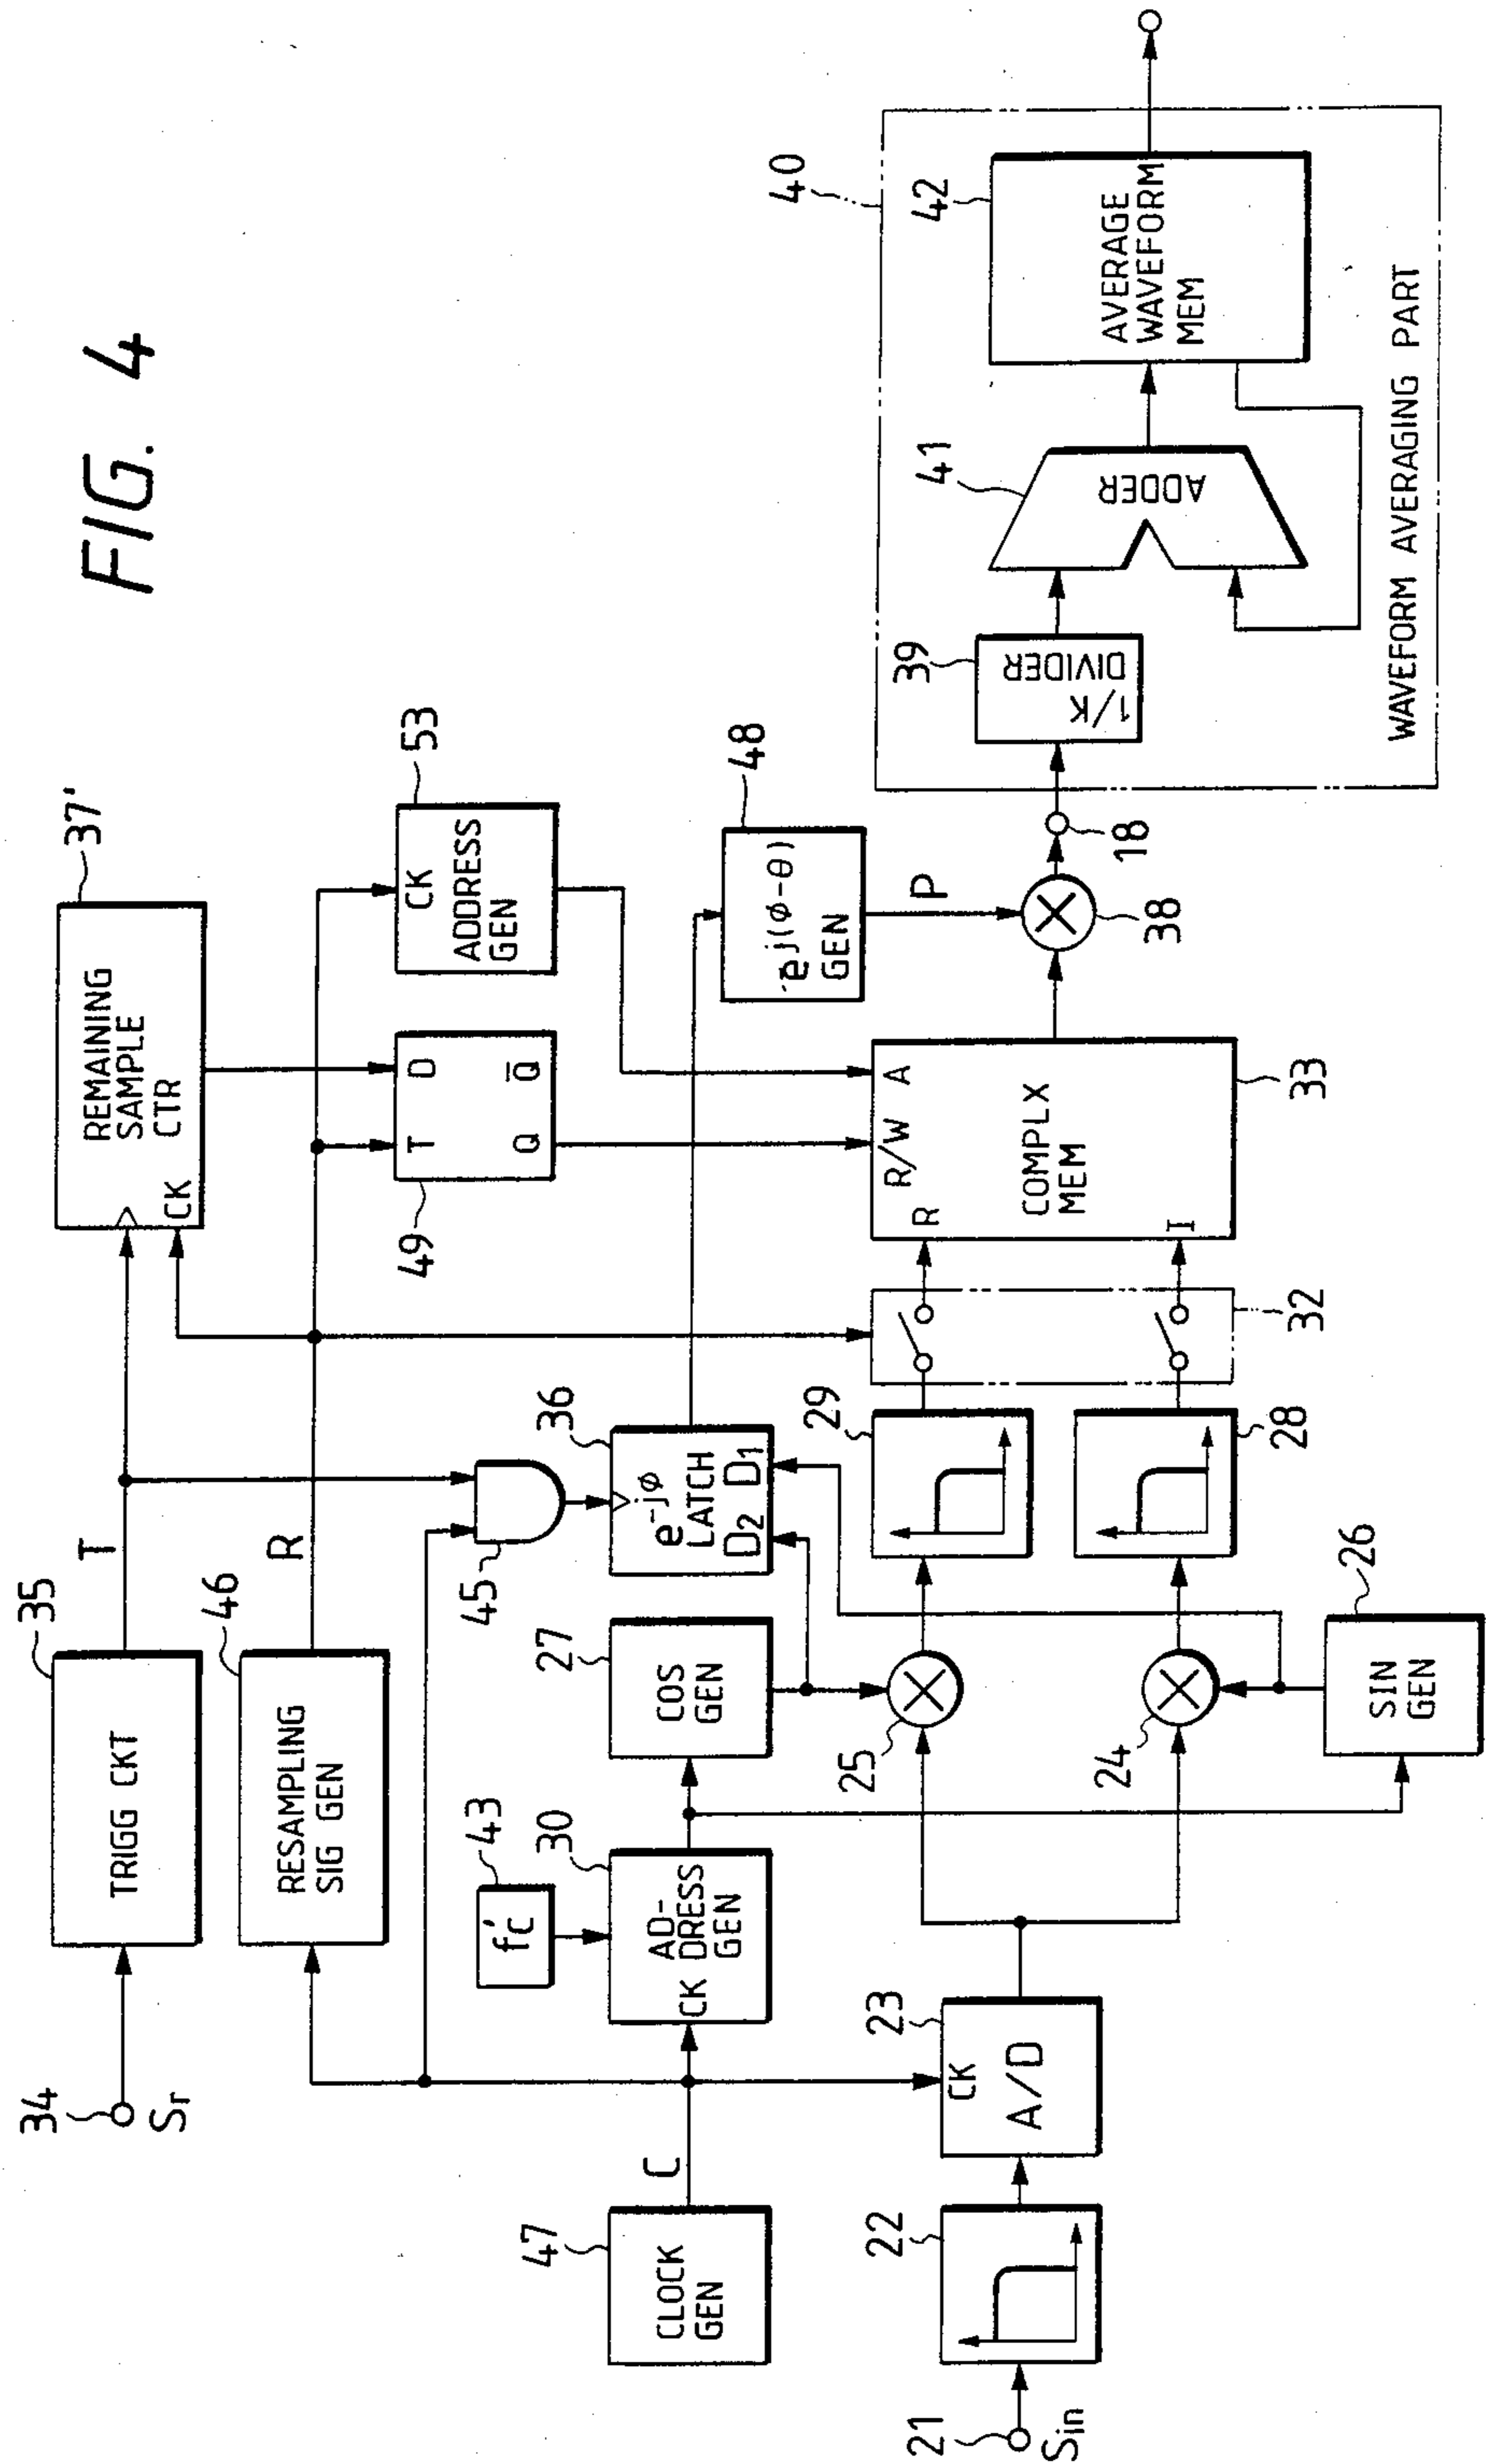 FIG. 4
34
Sr
35
TRIGG CKT
T
37'
REMAINING
SAMPLE
CTR
CK
46
RESAMPLING
SIG GEN
R
49
T D
Q Q̅
53
CK
ADDRESS
GEN
47
CLOCK
GEN
C
43
fc'
30
AD-
DRESS
CK GEN
27
COS
GEN
45
36
e-jφ
LATCH
D2 D1
48
ej(φ-θ)
GEN
P
21
Sin
22
23
CK
A/D
25
24
26
SIN
GEN
29
28
32
R/W A
R
COMPLX
MEM
I
33
38
18
39
1/K
DIVIDER
41
ADDER
40
42
AVERAGE
WAVEFORM
MEM
WAVEFORM AVERAGING PART